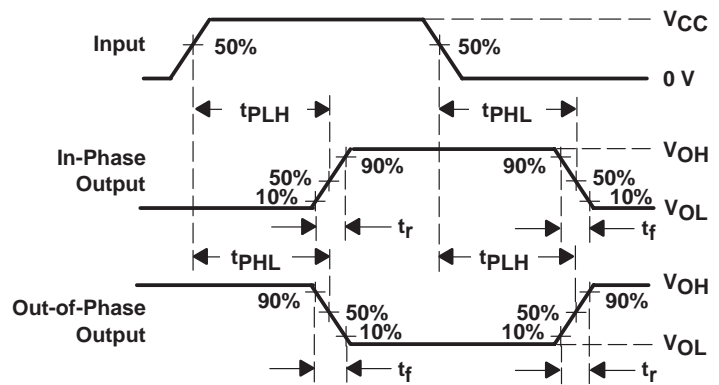 Input
50%
50%
VCC
0 V
tPLH
tPHL
In-Phase
Output
50%
10%
90%
90%
50%
10%
VOH
VOL
tr
tf
tPHL
tPLH
Out-of-Phase
Output
90%
50%
10%
50%
10%
90%
VOH
VOL
tf
tr